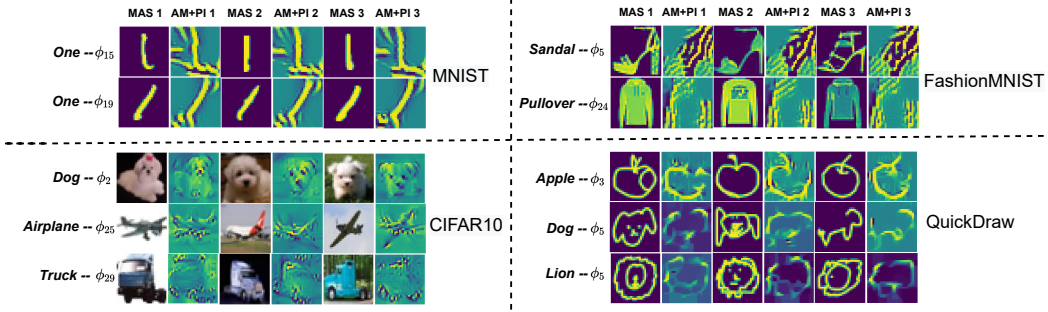 MAS 1 AM+PI 1 MAS 2 AM+PI 2 MAS 3 AM+PI 3
One -- ϕ15
One -- ϕ19
MNIST
MAS 1 AM+PI 1 MAS 2 AM+PI 2 MAS 3 AM+PI 3
Sandal -- ϕ5
Pullover -- ϕ24
FashionMNIST
Dog -- ϕ2
Airplane -- ϕ25
Truck -- ϕ29
CIFAR10
Apple -- ϕ3
Dog -- ϕ5
Lion -- ϕ5
QuickDraw